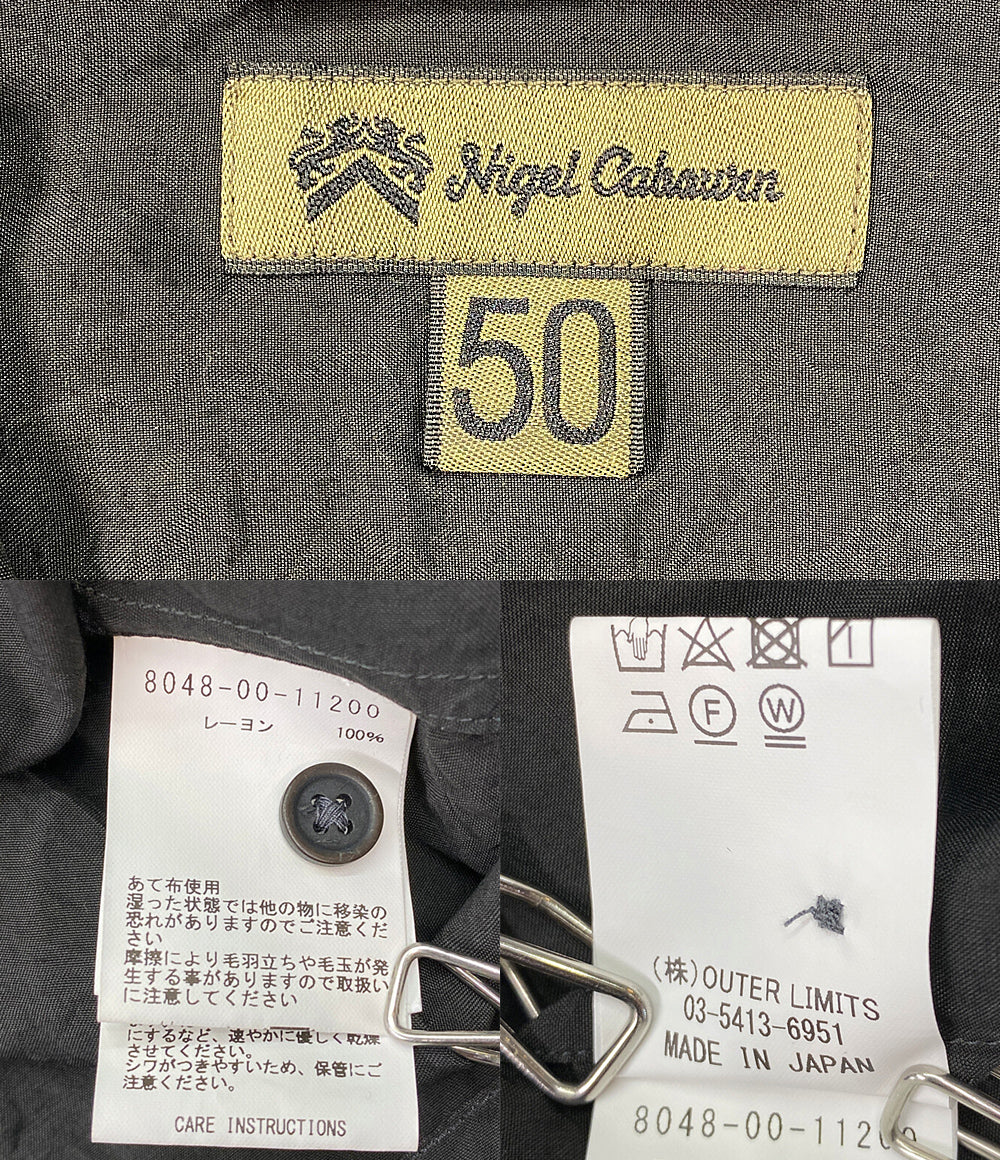 Nigel Cabourn
50
8048-00-11200
レーヨン 100%
あて布使用
湿った状態では他の物に移染の
恐れがありますのでご注意くだ
さい
摩擦により毛羽立ちや毛玉が発
生する事がありますので取扱い
に注意してください
にするなど、速やかに優しく乾燥
させてください。
シワがつきやすいため、保管にご
注意ください。
CARE INSTRUCTIONS
F W
(株)OUTER LIMITS
03-5413-6951
MADE IN JAPAN
8048-00-11200